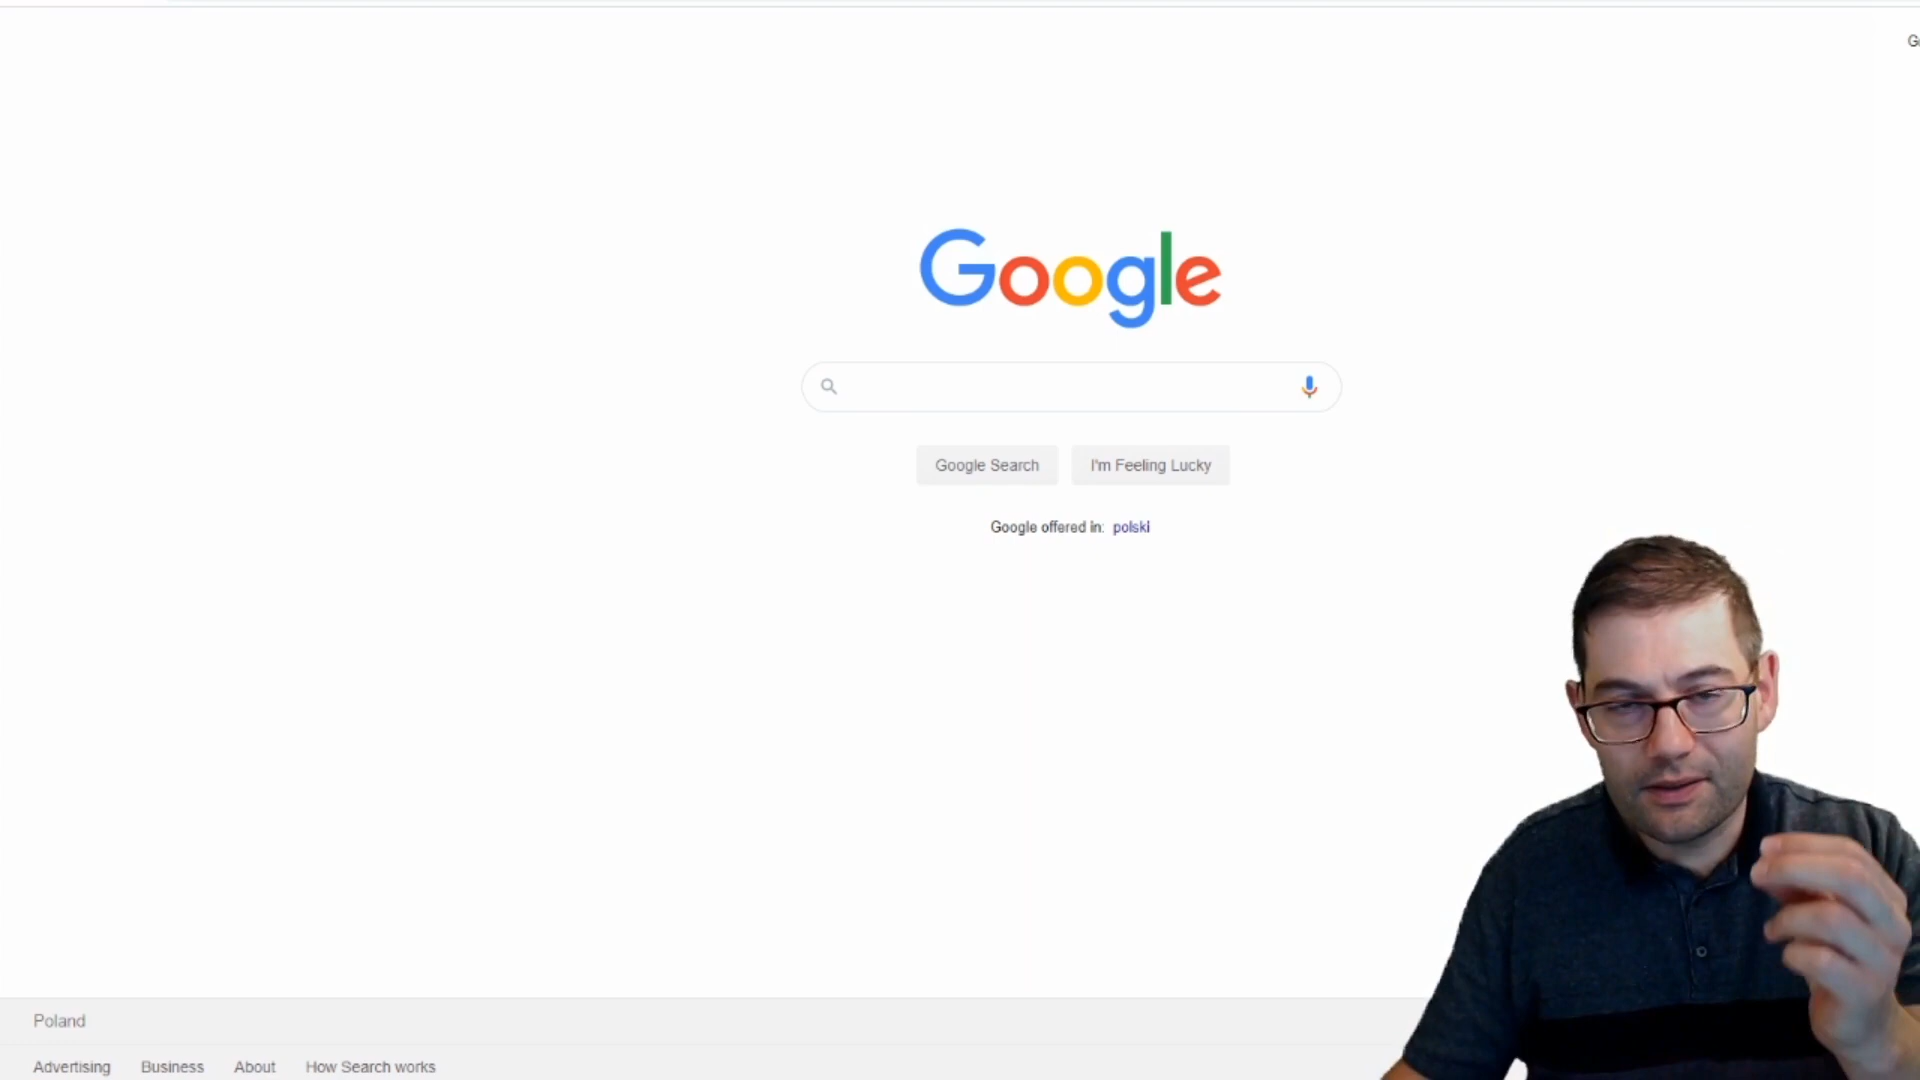 Google
Google Search
I'm Feeling Lucky
Google offered in: polski
Poland
Advertising Business About How Search works